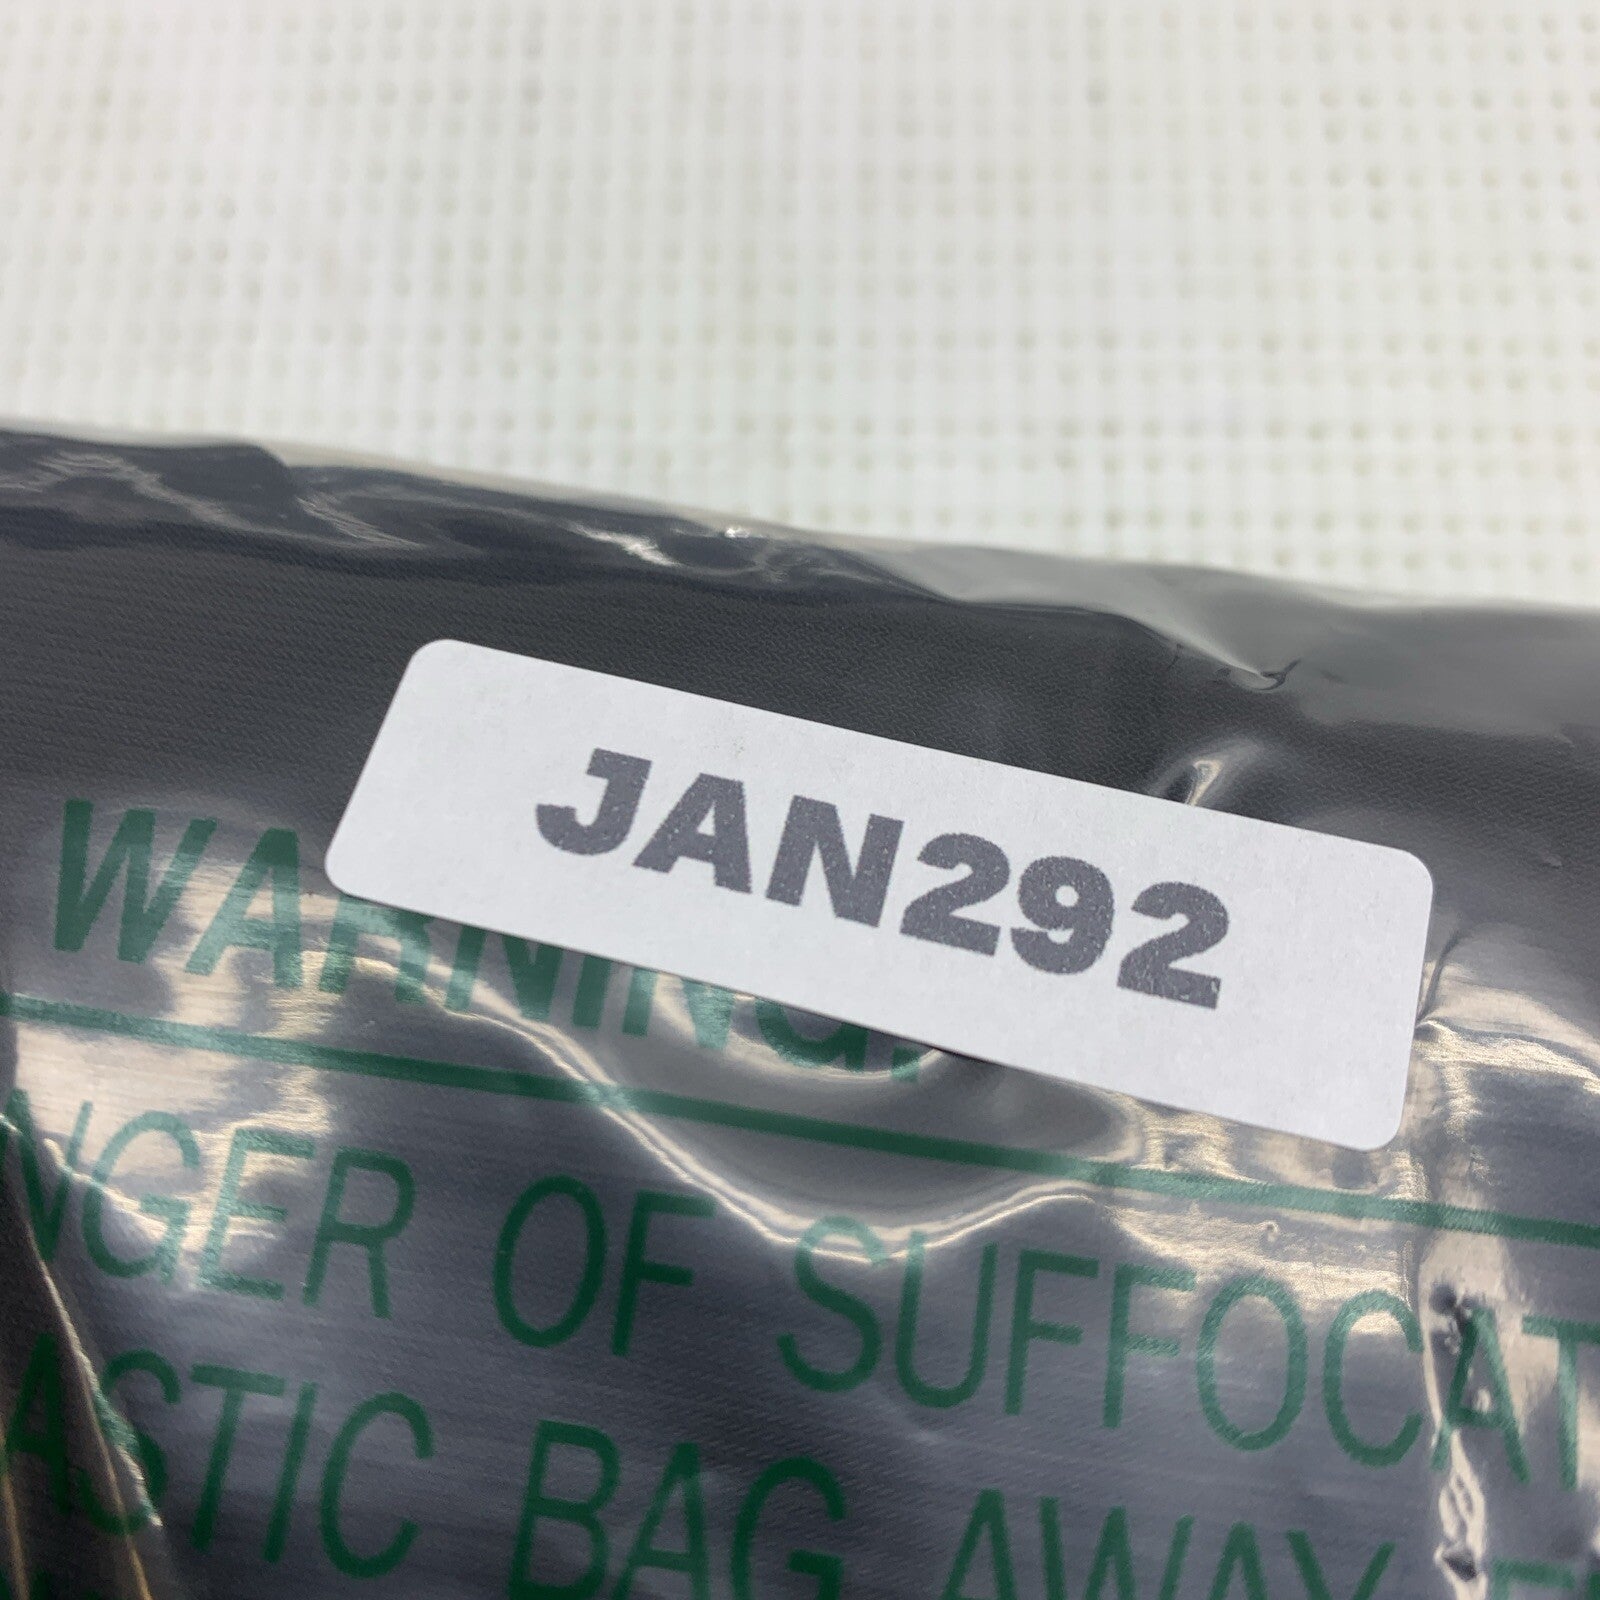 JAN292
WARNING!
NGER OF SUFFOCAT
ASTIC BAG AWAY F